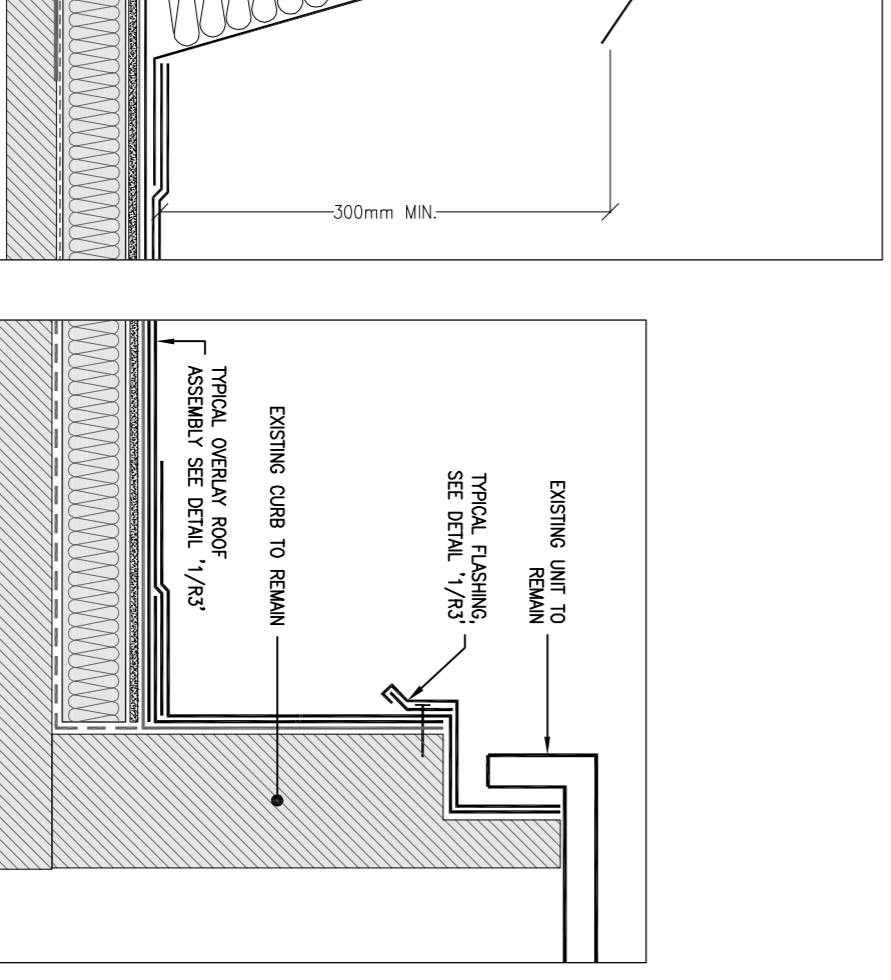 300mm MIN.
EXISTING UNIT TO
REMAIN
TYPICAL FLASHING,
SEE DETAIL '1/R3'
EXISTING CURB TO REMAIN
TYPICAL OVERLAY ROOF
ASSEMBLY SEE DETAIL '1/R3'